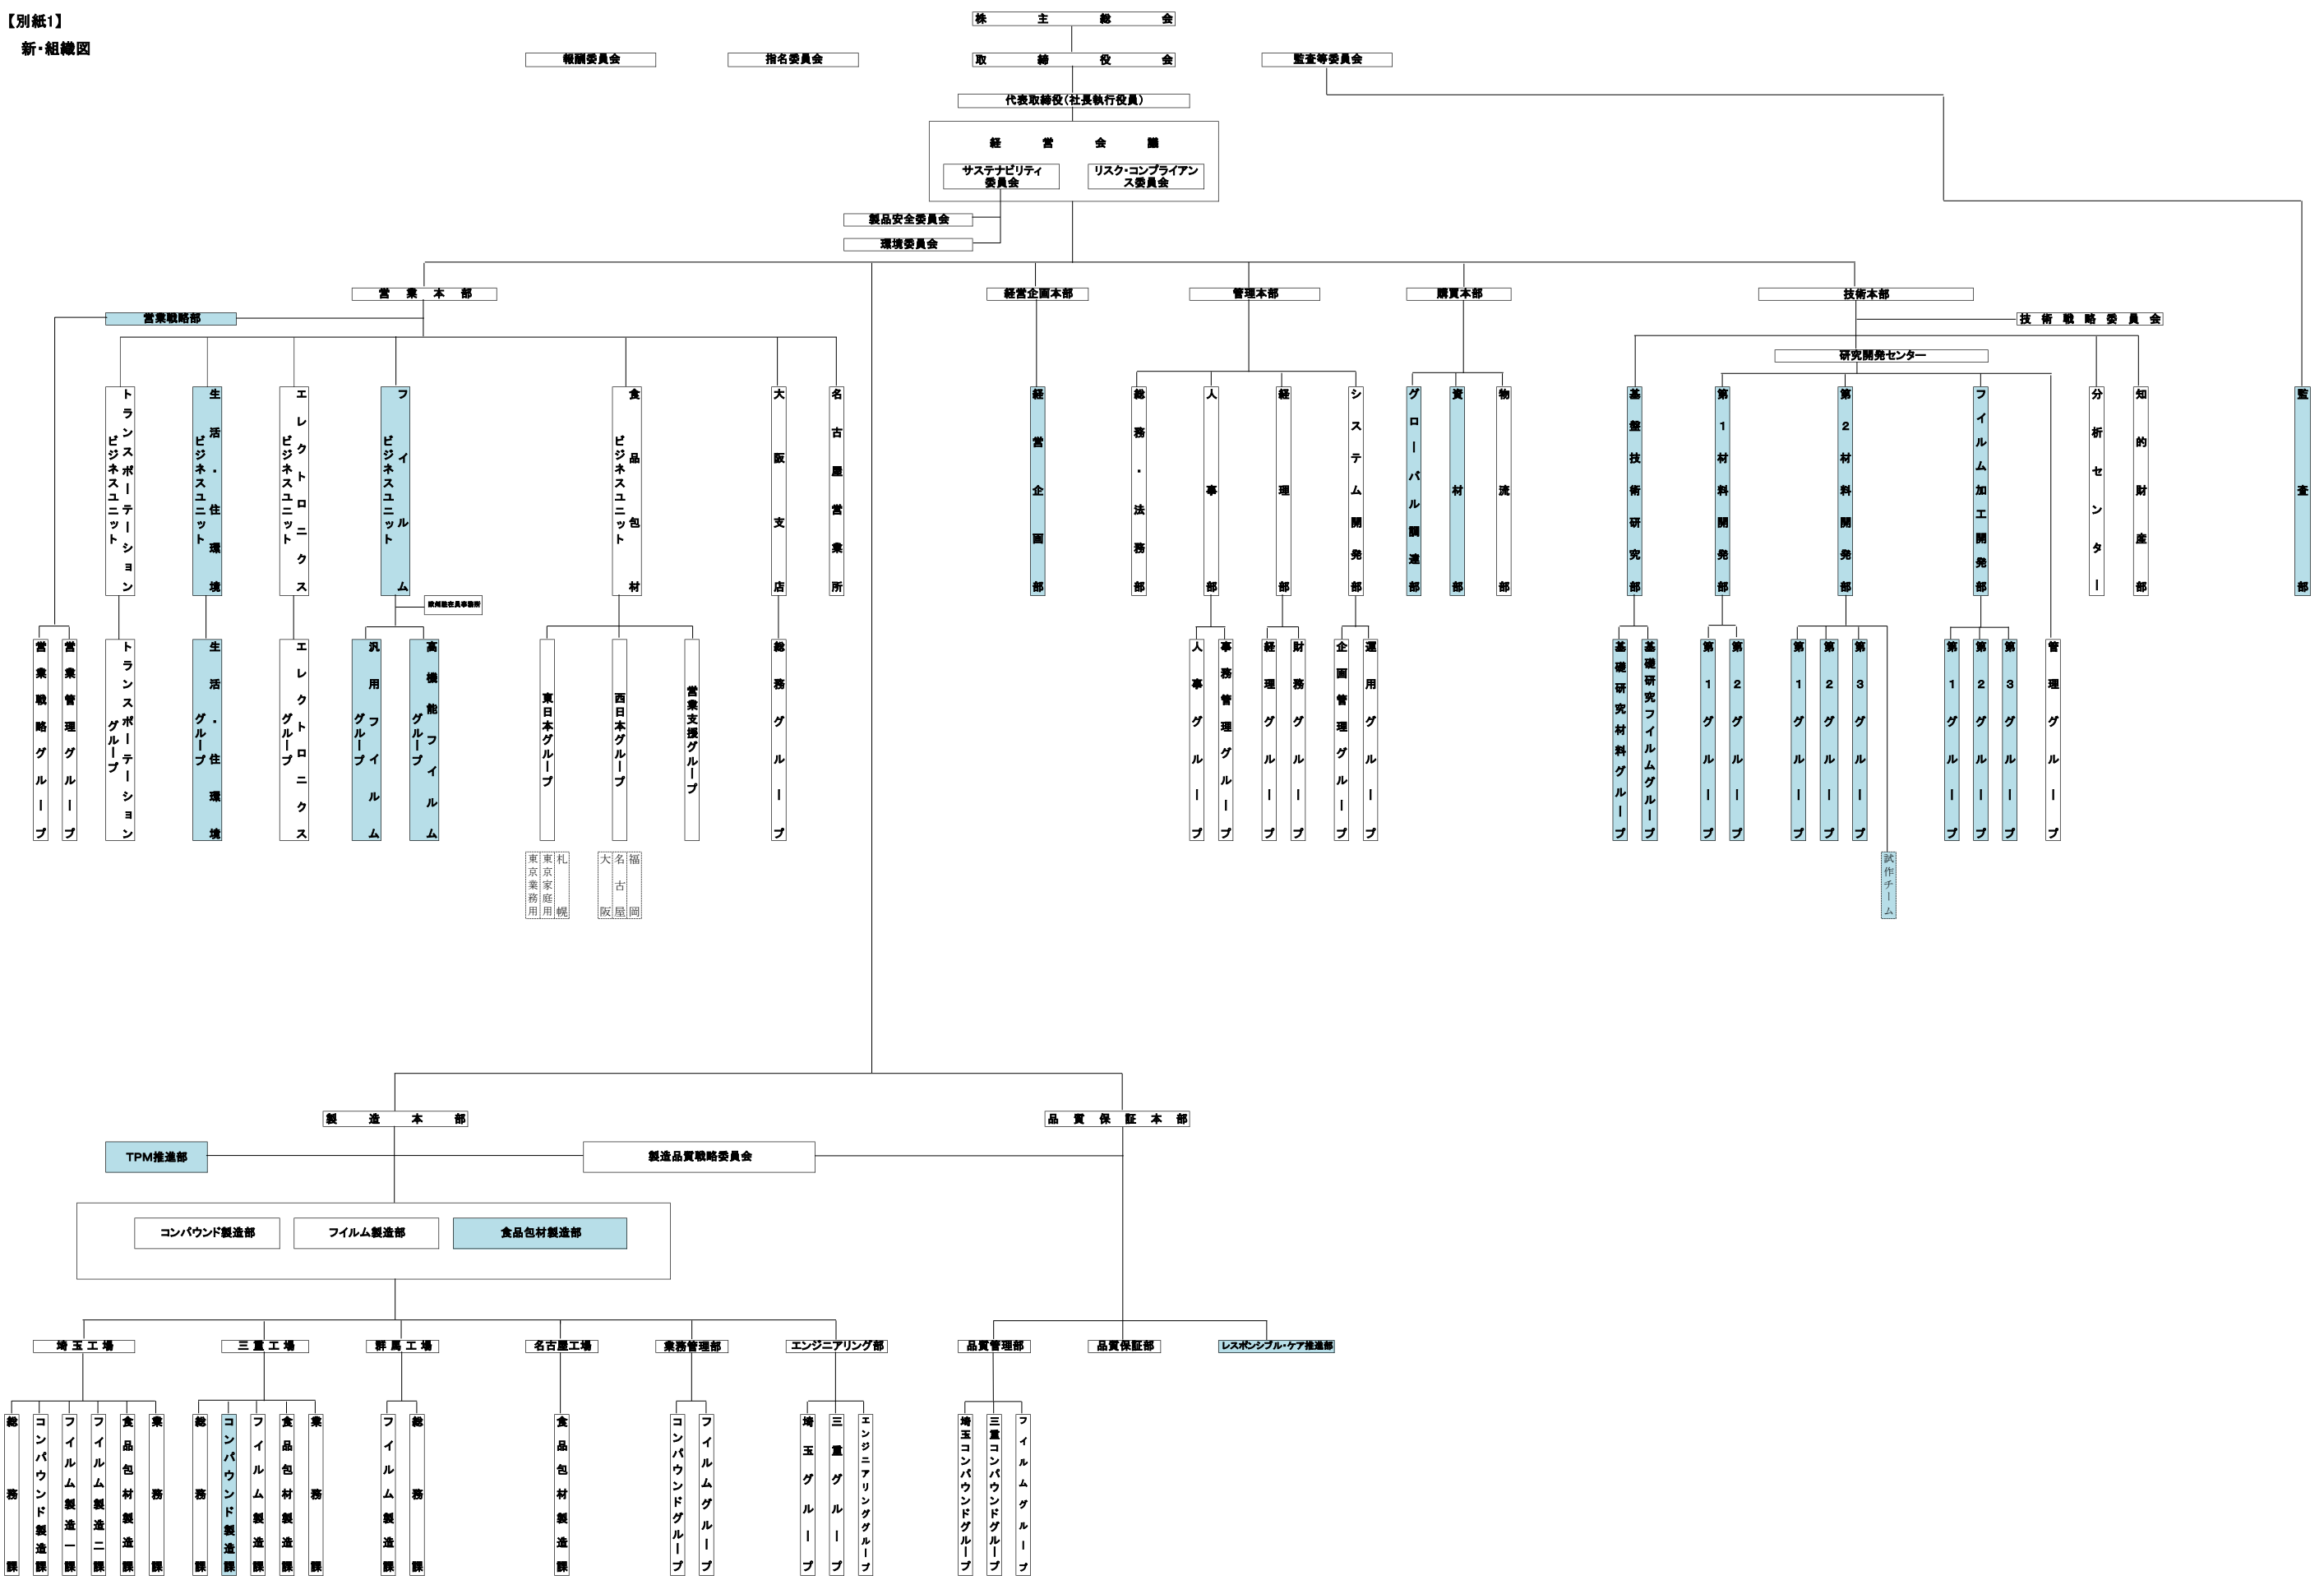 【別紙1】
新・組織図
株主総会
報酬委員会
指名委員会
取締役会
監査等委員会
代表取締役(社長執行役員)
経営会議
サステナビリティ
委員会
リスク・コンプライアン
ス委員会
製品安全委員会
環境委員会
営業本部
経営企画本部
管理本部
購買本部
技術本部
営業戦略部
技術戦略委員会
研究開発センター
トランスポーテーション
ビジネスユニット
生活・住環境
ビジネスユニット
エレクトロニクス
ビジネスユニット
フイルム
ビジネスユニット
食品包材
ビジネスユニット
大阪支店
名古屋営業所
経営企画部
総務・法務部
人事部
経理部
システム開発部
グローバル調達部
資材部
物流部
基盤技術研究部
第1材料開発部
第2材料開発部
フイルム加工開発部
分析センター
知的財産部
監査部
欧州駐在員事務所
営業戦略グループ
営業管理グループ
トランスポーテーション
グループ
生活・住環境
グループ
エレクトロニクス
グループ
汎用フイルム
グループ
高機能フイルム
グループ
東日本グループ
西日本グループ
営業支援グループ
総務グループ
人事グループ
事務管理グループ
経理グループ
財務グループ
企画管理グループ
運用グループ
基礎研究材料グループ
基礎研究フイルムグループ
第1グループ
第2グループ
第1グループ
第2グループ
第3グループ
第1グループ
第2グループ
第3グループ
管理グループ
東京業務用
東京家庭用
札幌
大阪
名古屋
福岡
試作チーム
製造本部
品質保証本部
TPM推進部
製造品質戦略委員会
コンパウンド製造部
フイルム製造部
食品包材製造部
埼玉工場
三重工場
群馬工場
名古屋工場
業務管理部
エンジニアリング部
品質管理部
品質保証部
レスポンシブル・ケア推進部
総務課
コンパウンド製造課
フイルム製造一課
フイルム製造二課
食品包材製造課
業務課
総務課
コンパウンド製造課
フイルム製造課
食品包材製造課
業務課
フイルム製造課
総務課
食品包材製造課
コンパウンドグループ
フイルムグループ
埼玉グループ
三重グループ
エンジニアリンググループ
埼玉コンパウンドグループ
三重コンパウンドグループ
フイルムグループ